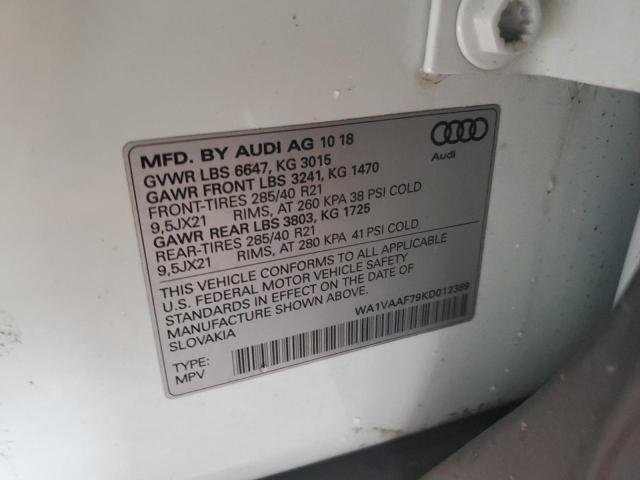 MFD. BY AUDI AG 10 18
GVWR LBS 6647, KG 3015
GAWR FRONT LBS 3241, KG 1470
FRONT-TIRES 285/40 R21
9,5JX21 RIMS, AT 260 KPA 38 PSI COLD
GAWR REAR LBS 3803, KG 1725
REAR-TIRES 285/40 R21
9,5JX21 RIMS, AT 280 KPA 41 PSI COLD
THIS VEHICLE CONFORMS TO ALL APPLICABLE
U.S. FEDERAL MOTOR VEHICLE SAFETY
STANDARDS IN EFFECT ON THE DATE OF
MANUFACTURE SHOWN ABOVE.
SLOVAKIA
WA1VAAF79KD012389
TYPE:
MPV
Audi